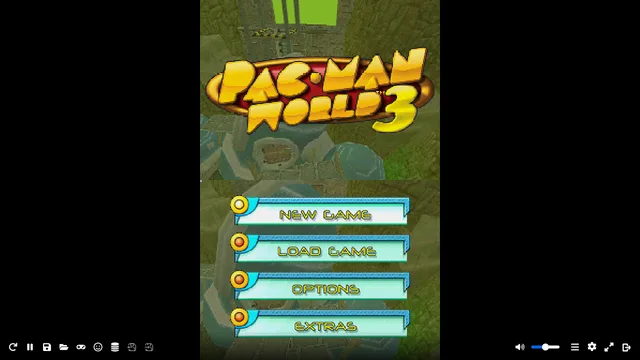 PAC-MAN
WORLD 3
NEW GAME
LOAD GAME
OPTIONS
EXTRAS